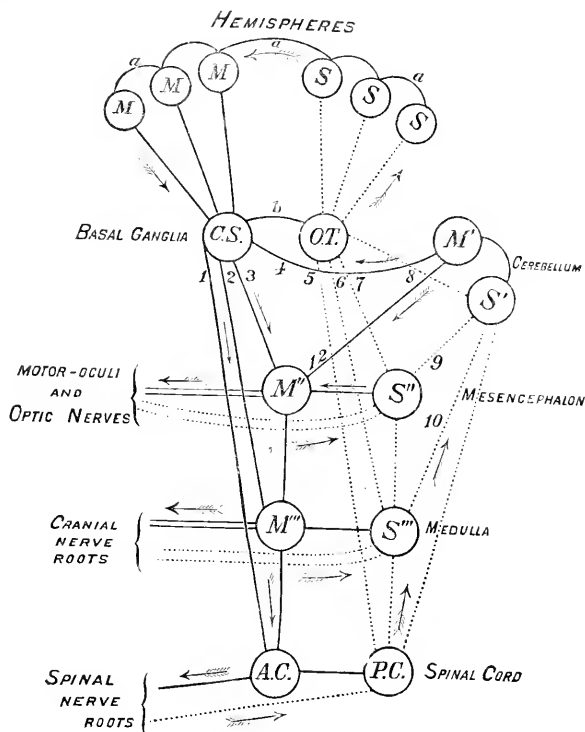 HEMISPHERES
a
a
a
M
M
M
S
S
S
b
BASAL GANGLIA
C.S.
O.T.
M'
CEREBELLUM
1
2
3
4
5
6
7
8
S'
12
9
MOTOR-OCULI
AND
OPTIC NERVES
M''
S''
MESENCEPHALON
10
CRANIAL
NERVE
ROOTS
M'''
S'''
MEDULLA
A.C.
P.C.
SPINAL CORD
SPINAL
NERVE
ROOTS